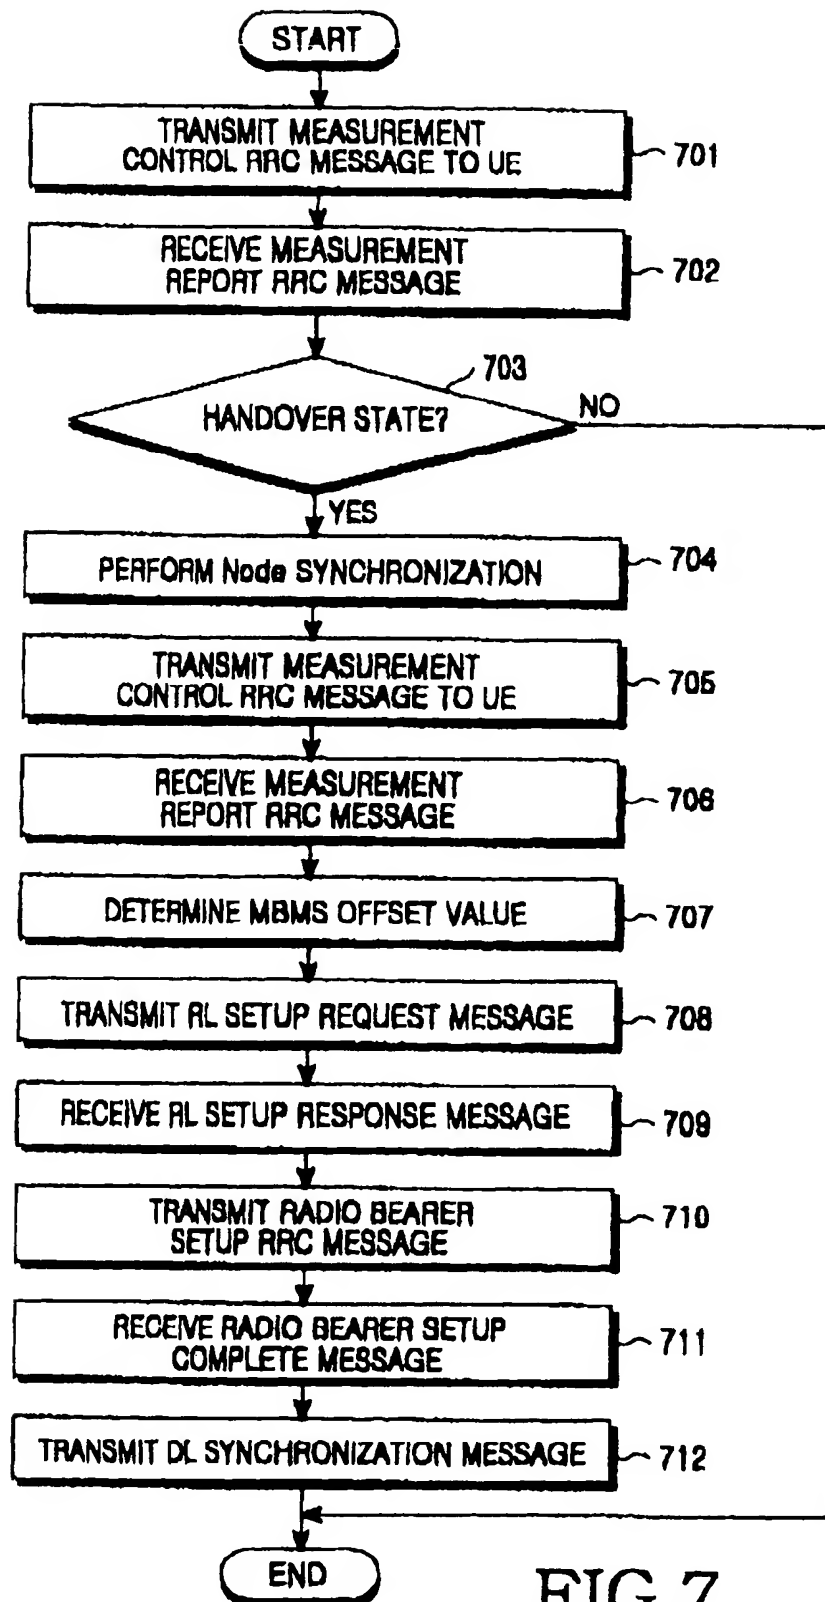 START
TRANSMIT MEASUREMENT
CONTROL RRC MESSAGE TO UE
701
RECEIVE MEASUREMENT
REPORT RRC MESSAGE
702
703
HANDOVER STATE?
NO
YES
PERFORM Node SYNCHRONIZATION
704
TRANSMIT MEASUREMENT
CONTROL RRC MESSAGE TO UE
705
RECEIVE MEASUREMENT
REPORT RRC MESSAGE
706
DETERMINE MBMS OFFSET VALUE
707
TRANSMIT RL SETUP REQUEST MESSAGE
708
RECEIVE RL SETUP RESPONSE MESSAGE
709
TRANSMIT RADIO BEARER
SETUP RRC MESSAGE
710
RECEIVE RADIO BEARER SETUP
COMPLETE MESSAGE
711
TRANSMIT DL SYNCHRONIZATION MESSAGE
712
END
FIG.7